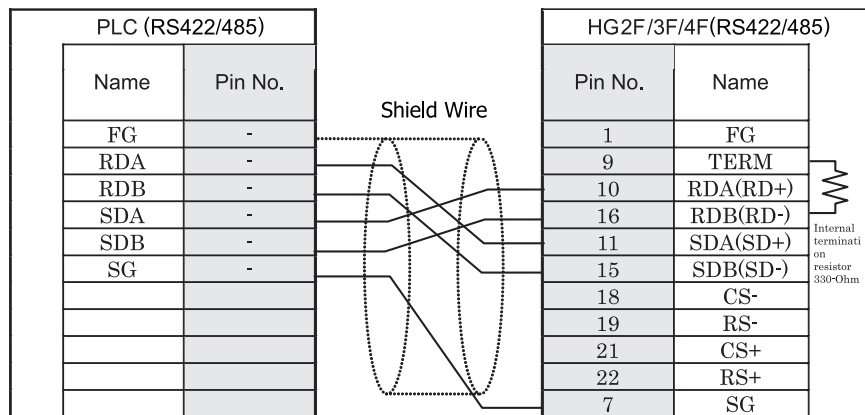 PLC (RS422/485)
HG2F/3F/4F(RS422/485)
Name Pin No.
Pin No. Name
Shield Wire
FG - 1 FG
RDA - 9 TERM
RDB - 10 RDA(RD+)
SDA - 16 RDB(RD-)
SDB - 11 SDA(SD+)
SG - 15 SDB(SD-)
18 CS-
19 RS-
21 CS+
22 RS+
7 SG
Internal
terminati
on
resistor
330-Ohm